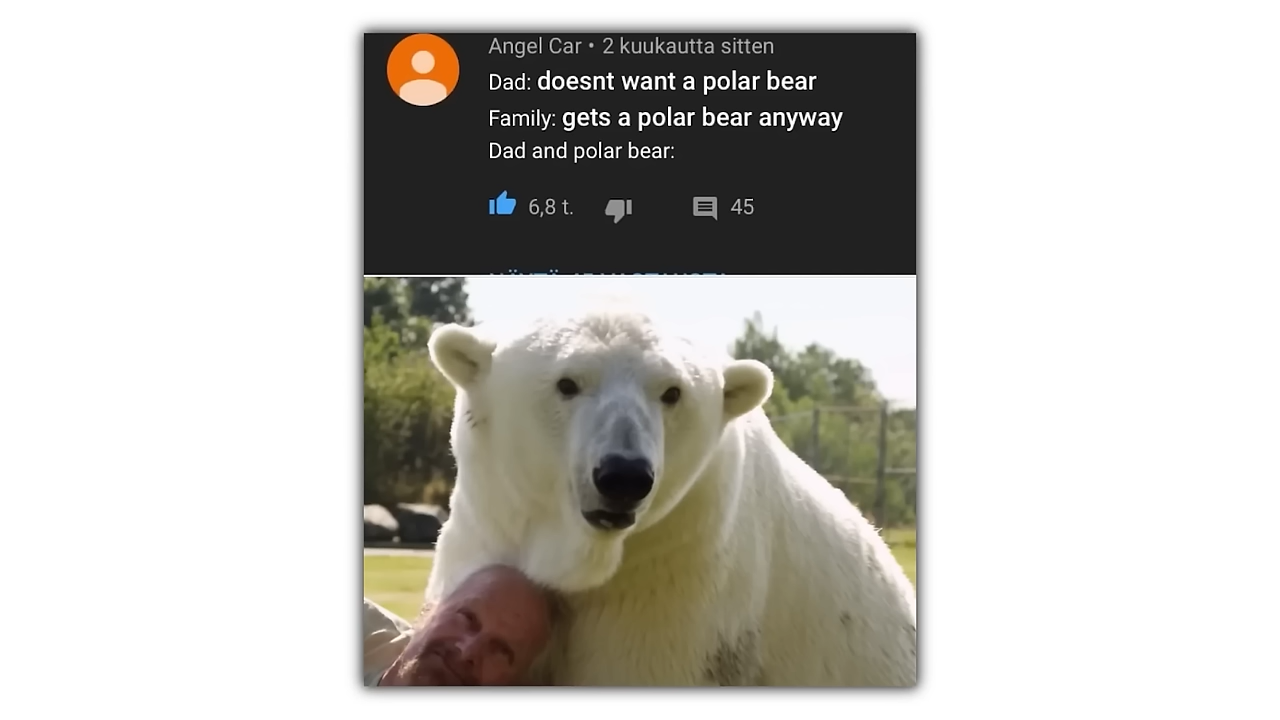 Angel Car • 2 kuukautta sitten
Dad: doesnt want a polar bear
Family: gets a polar bear anyway
Dad and polar bear:
6,8 t. 45